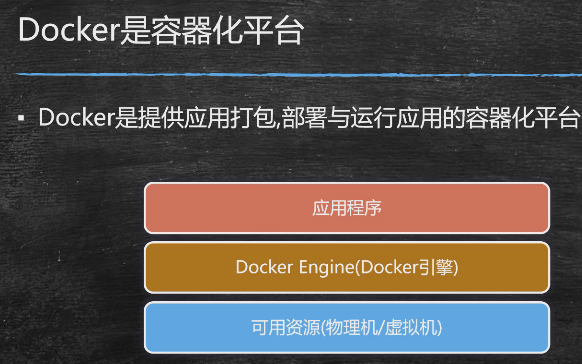 Docker是容器化平台
▪ Docker是提供应用打包,部署与运行应用的容器化平台
应用程序
Docker Engine(Docker引擎)
可用资源(物理机/虚拟机)